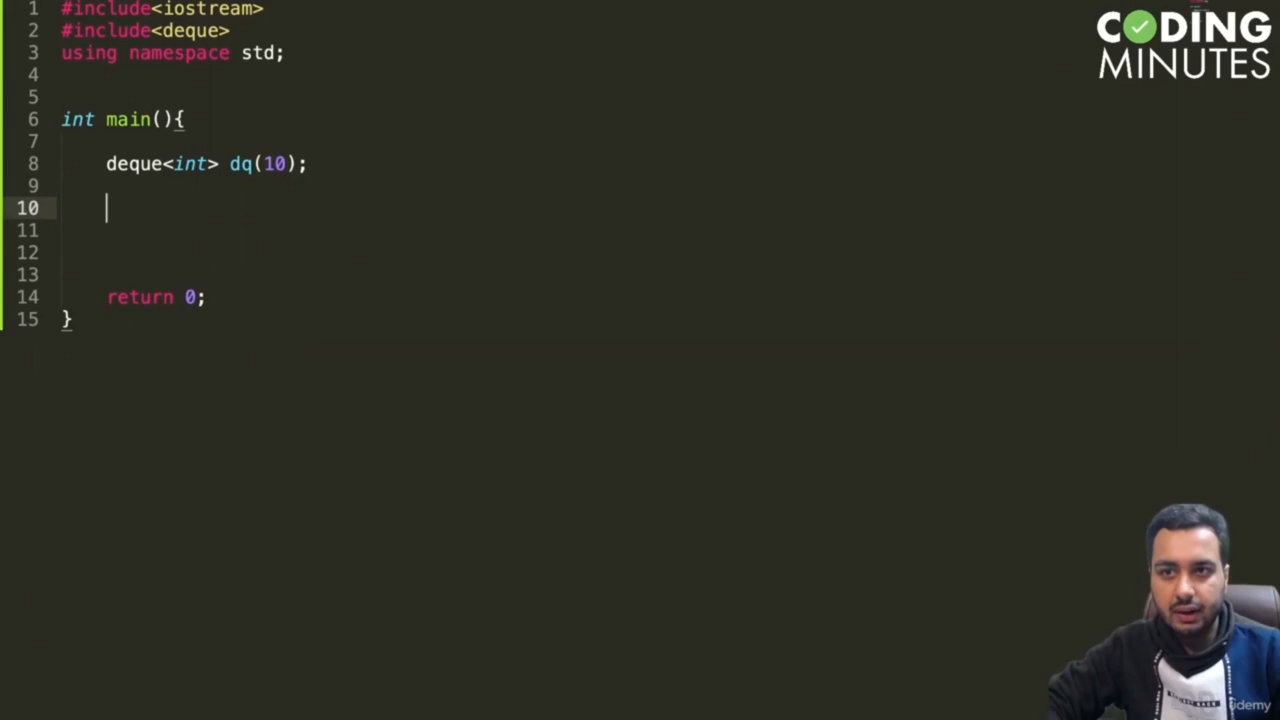 1 #include<iostream>
2 #include<deque>
3 using namespace std;
4
5
6 int main(){
7
8 deque<int> dq(10);
9
10
11
12
13
14 return 0;
15 }
CODING
MINUTES
ûdemy